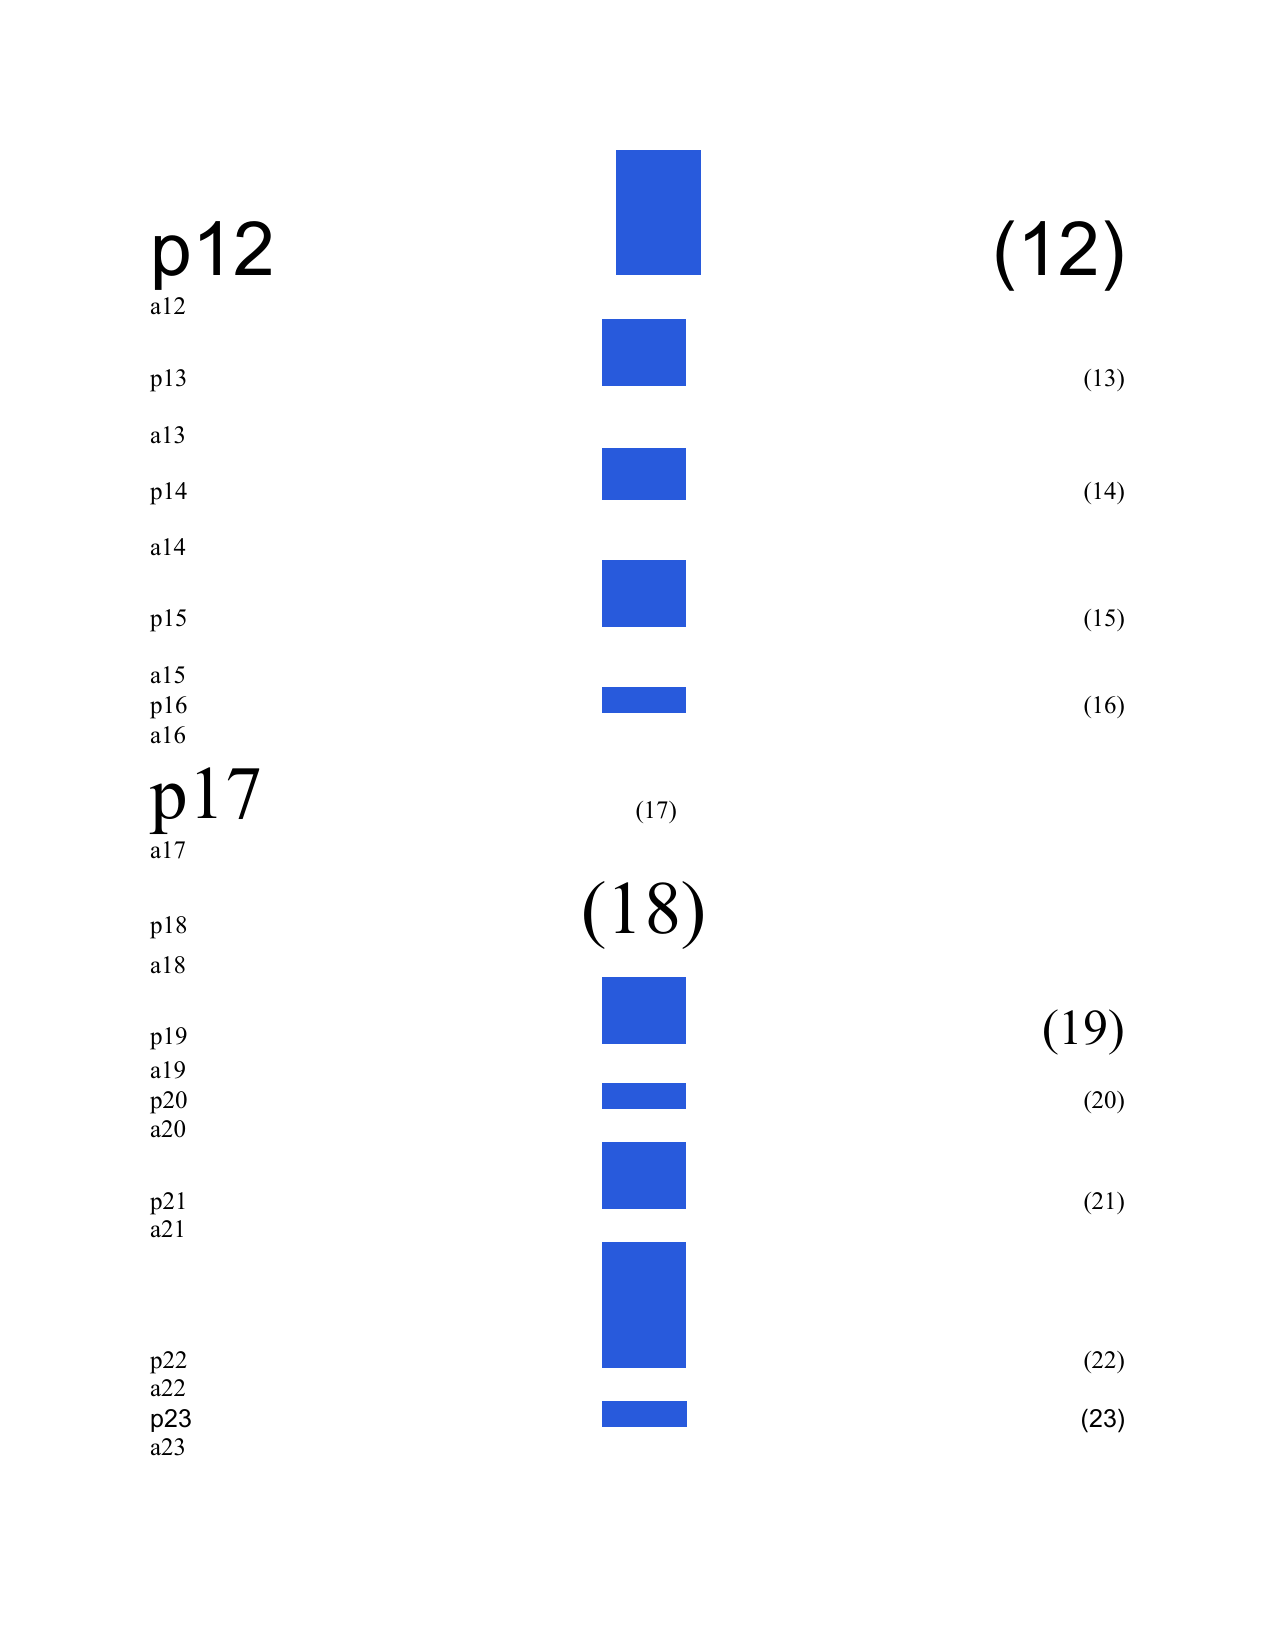 p12 (12)
a12
p13 (13)
a13
p14 (14)
a14
p15 (15)
a15
p16 (16)
a16
p17 (17)
a17
p18 (18)
a18
p19 (19)
a19
p20 (20)
a20
p21 (21)
a21
p22 (22)
a22
p23 (23)
a23